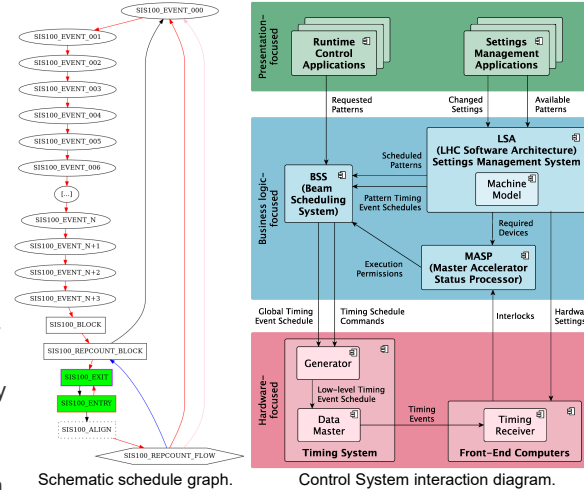 SIS100_EVENT_000
SIS100_EVENT_001
SIS100_EVENT_002
SIS100_EVENT_003
SIS100_EVENT_004
SIS100_EVENT_005
SIS100_EVENT_006
[...]
SIS100_EVENT_N
SIS100_EVENT_N+1
SIS100_EVENT_N+2
SIS100_EVENT_N+3
SIS100_BLOCK
SIS100_REPCOUNT_BLOCK
SIS100_EXIT
SIS100_ENTRY
SIS100_ALIGN
SIS100_REPCOUNT_FLOW
Schematic schedule graph.
Presentation-
focused
Runtime
Control
Applications
Settings
Management
Applications
Requested
Patterns
Changed
Settings
Available
Patterns
Business logic-
focused
BSS
(Beam
Scheduling
System)
Scheduled
Patterns
Pattern Timing
Event Schedules
LSA
(LHC Software Architecture)
Settings Management System
Machine
Model
Required
Devices
Execution
Permissions
MASP
(Master Accelerator
Status Processor)
Global Timing
Event Schedule
Timing Schedule
Commands
Interlocks
Settings
Hardware-
focused
Generator
Low-level Timing
Event Schedule
Data
Master
Timing System
Timing
Events
Timing
Receiver
Front-End Computers
Control System interaction diagram.